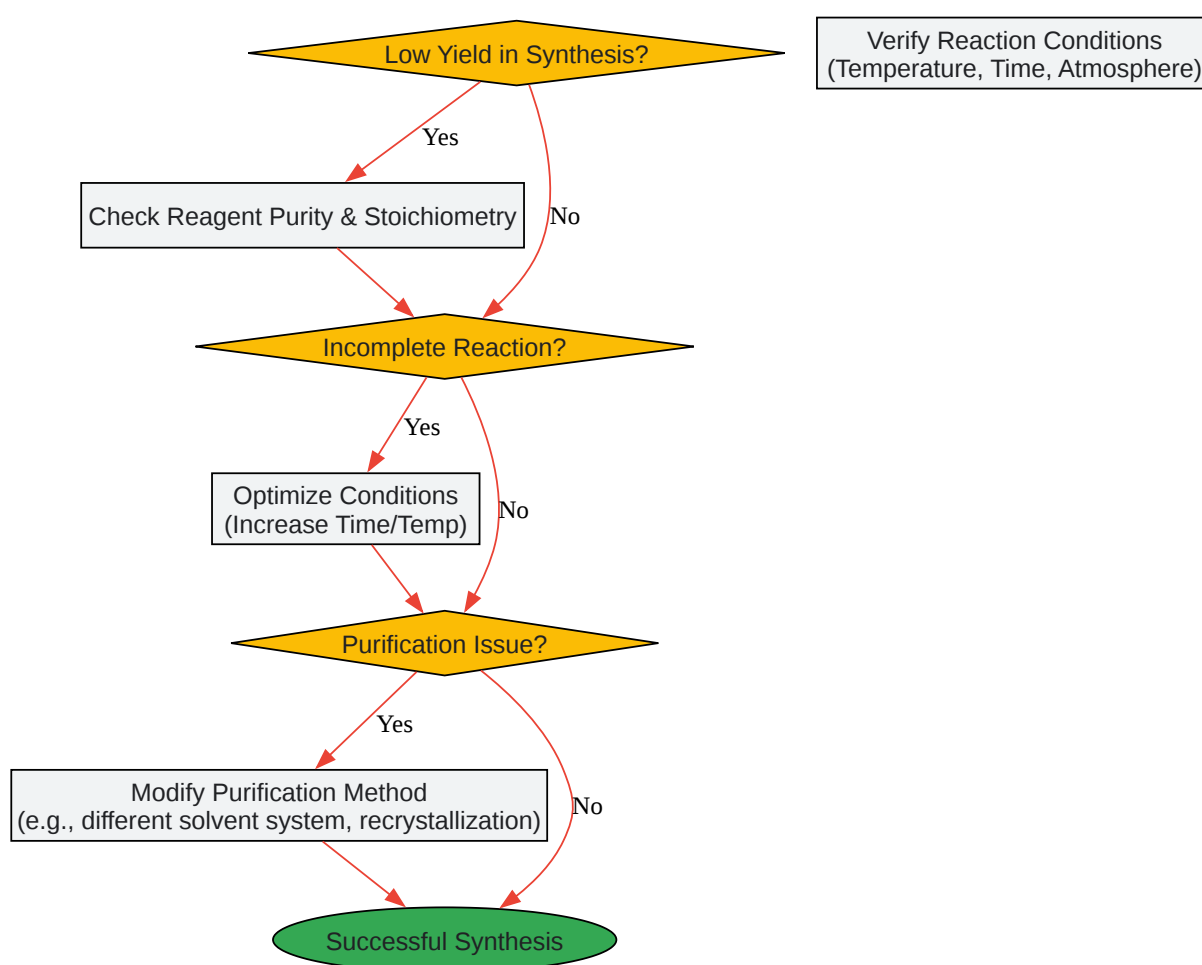 Low Yield in Synthesis?
Verify Reaction Conditions
(Temperature, Time, Atmosphere)
Yes
Check Reagent Purity & Stoichiometry
No
Incomplete Reaction?
Yes
Optimize Conditions
(Increase Time/Temp)
No
Purification Issue?
Yes
Modify Purification Method
(e.g., different solvent system, recrystallization)
No
Successful Synthesis